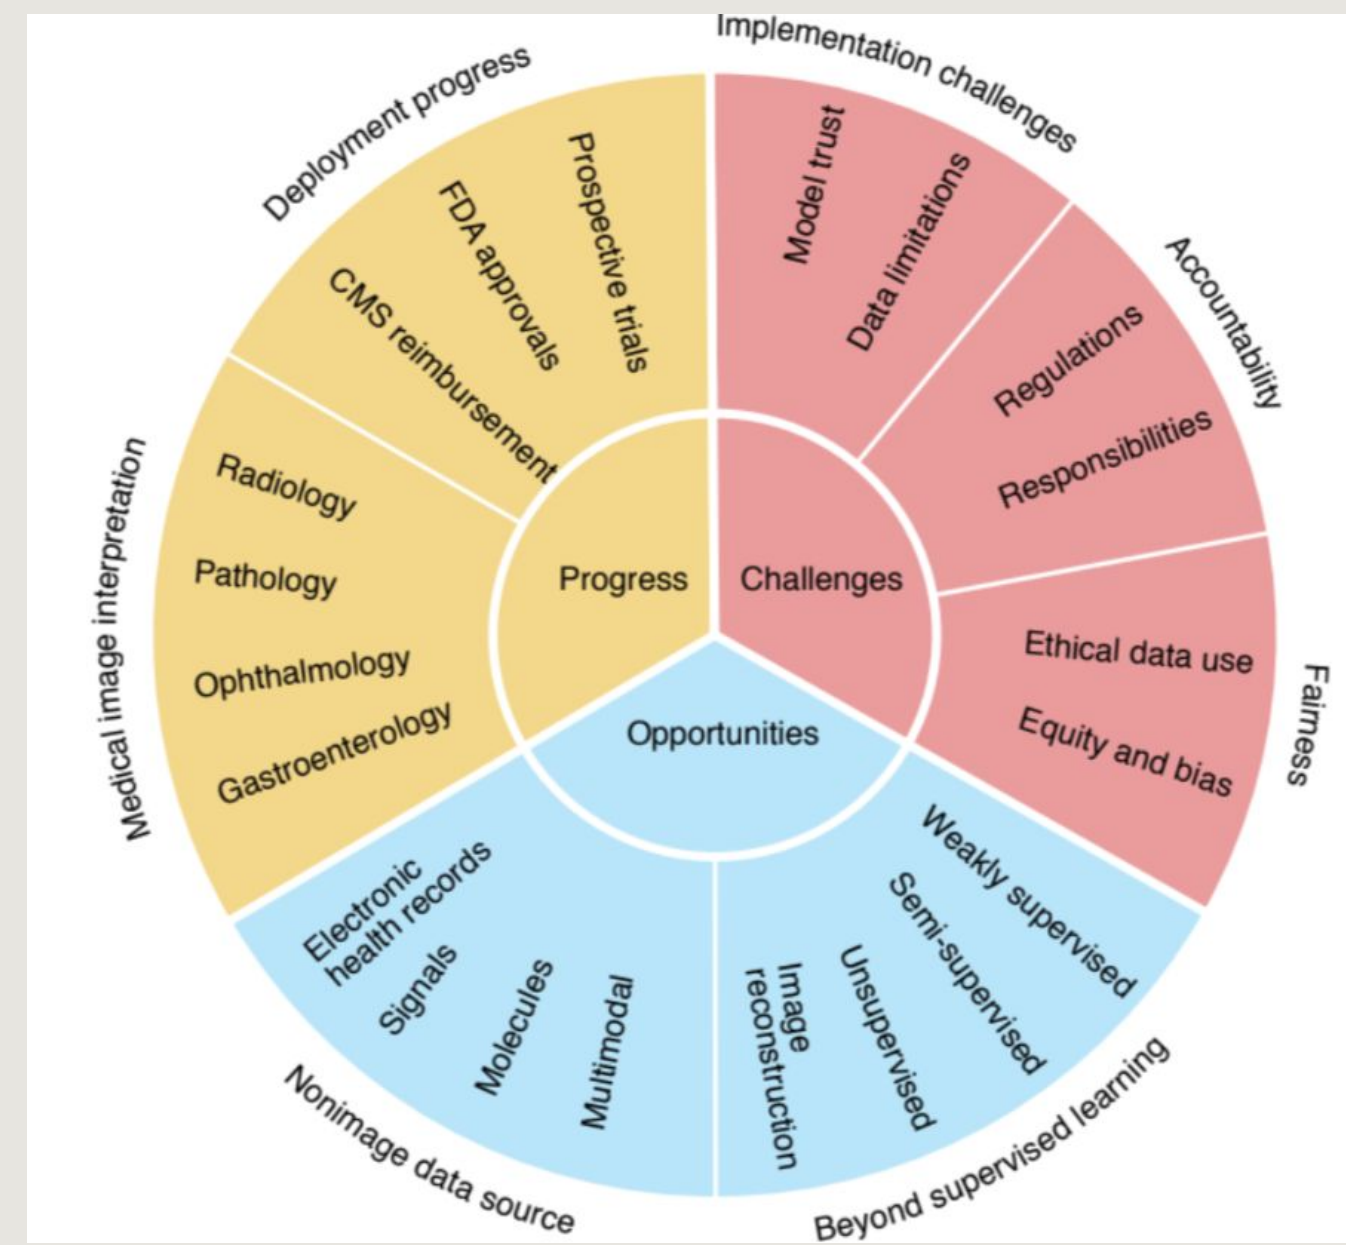 Implementation challenges
Model trust
Data limitations
Accountability
Regulations
Responsibilities
Fairness
Ethical data use
Equity and bias
Challenges
Deployment progress
Prospective trials
FDA approvals
CMS reimbursement
Medical image interpretation
Radiology
Pathology
Ophthalmology
Gastroenterology
Progress
Opportunities
Nonimage data source
Electronic
health records
Signals
Molecules
Multimodal
Beyond supervised learning
Image
reconstruction
Unsupervised
Semi-supervised
Weakly supervised